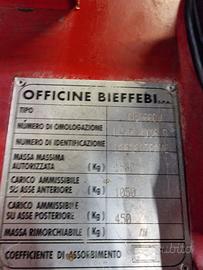 OFFICINE BIEFFEBI s.r.l.
TIPO
NUMERO DI OMOLOGAZIONE
NUMERO DI IDENTIFICAZIONE
MASSA MASSIMA
AUTORIZZATA (Kg)
CARICO AMMISSIBILE
SU ASSE ANTERIORE (Kg) 1050
CARICO AMMISSIBILE
SU ASSE POSTERIORE (Kg) 450
MASSA RIMORCHIABILE (Kg)
COEFFICIENTE DI ASSORBIMENTO
subito